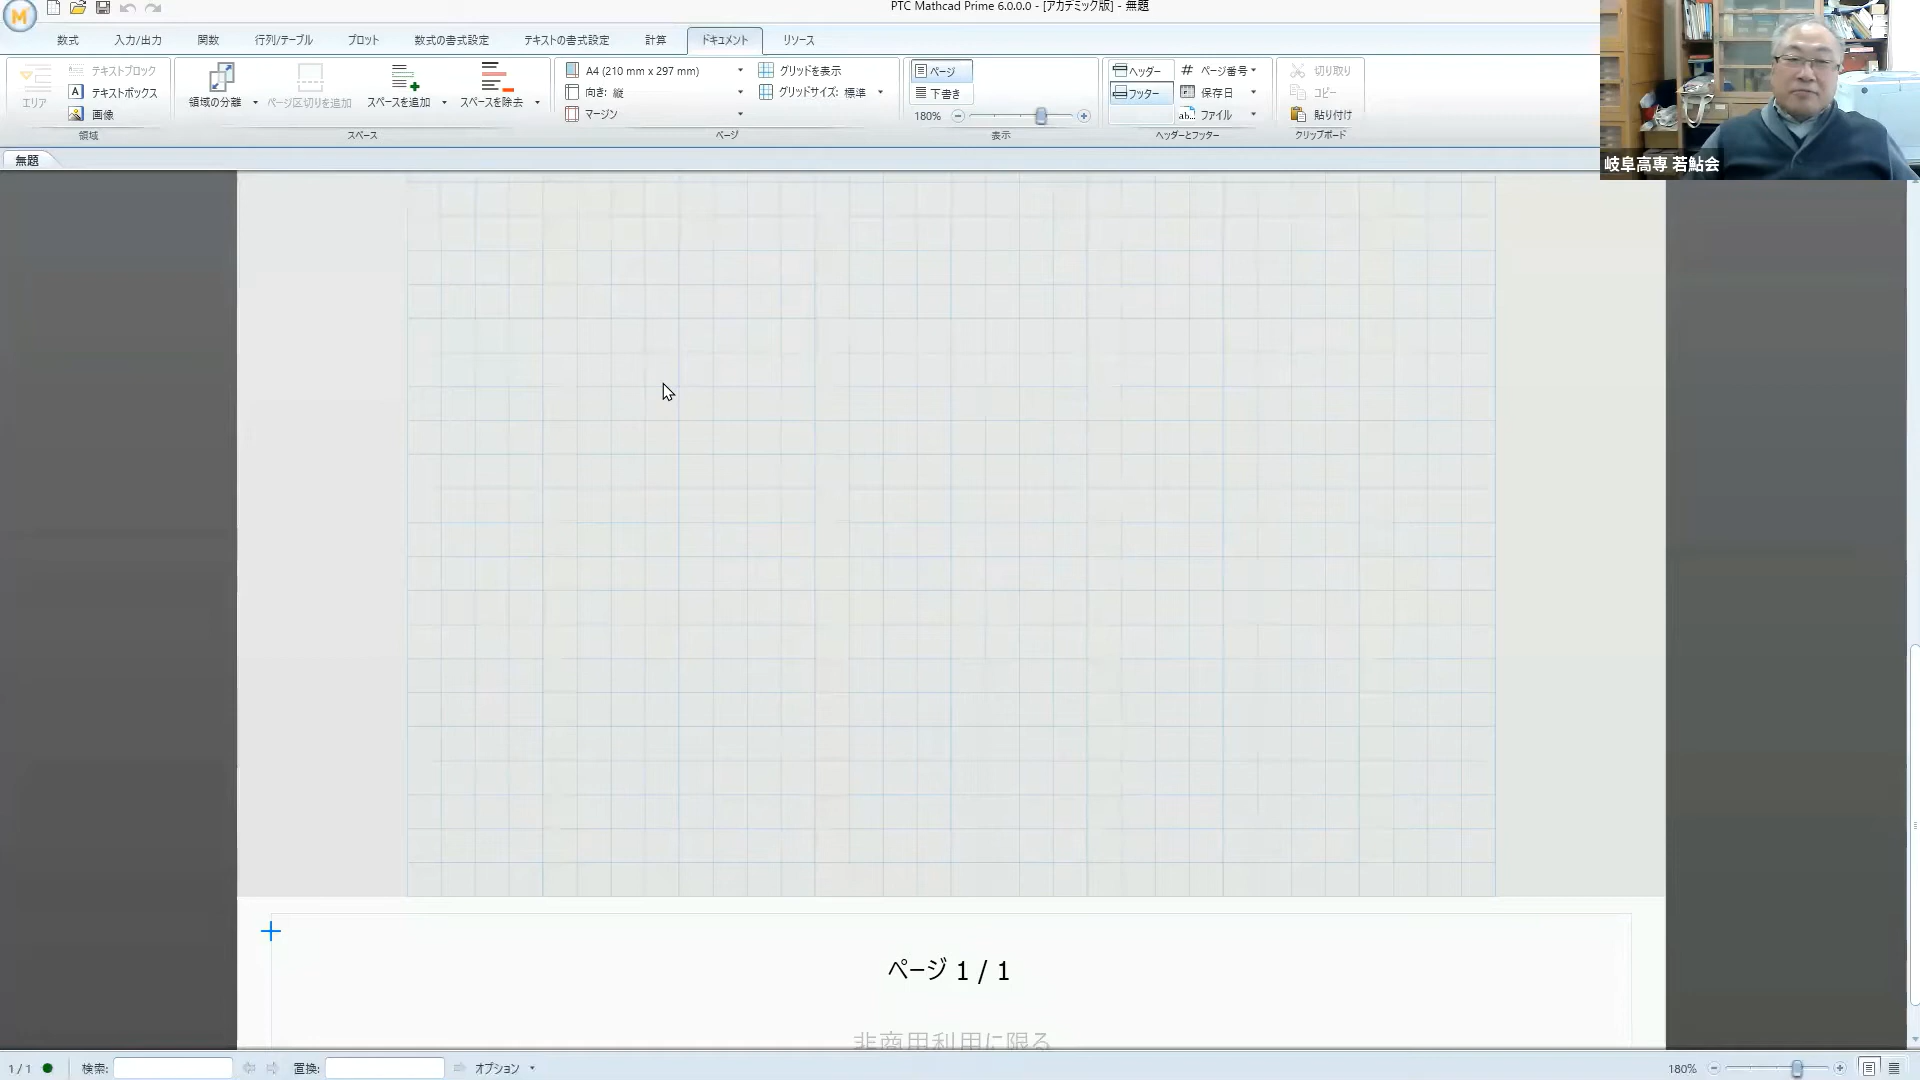 PTC Mathcad Prime 6.0.0.0 - [アカデミック版] - 無題
数式 入力/出力 関数 行列/テーブル プロット 数式の書式設定 テキストの書式設定 計算 ドキュメント リソース
エリア
テキストブロック
テキストボックス
画像
領域
領域の分離
ページ区切りを追加
スペースを追加
スペースを除去
スペース
A4 (210 mm x 297 mm)
向き: 縦
マージン
グリッドを表示
グリッドサイズ: 標準
ページ
ページ
下書き
180%
表示
ヘッダー
フッター
# ページ番号
保存日
ab.. ファイル
ヘッダーとフッター
切り取り
コピー
貼り付け
クリップボード
岐阜高専 若鮎会
無題
ページ 1 / 1
非商用利用に限る
1 / 1 検索: 置換: オプション 180%